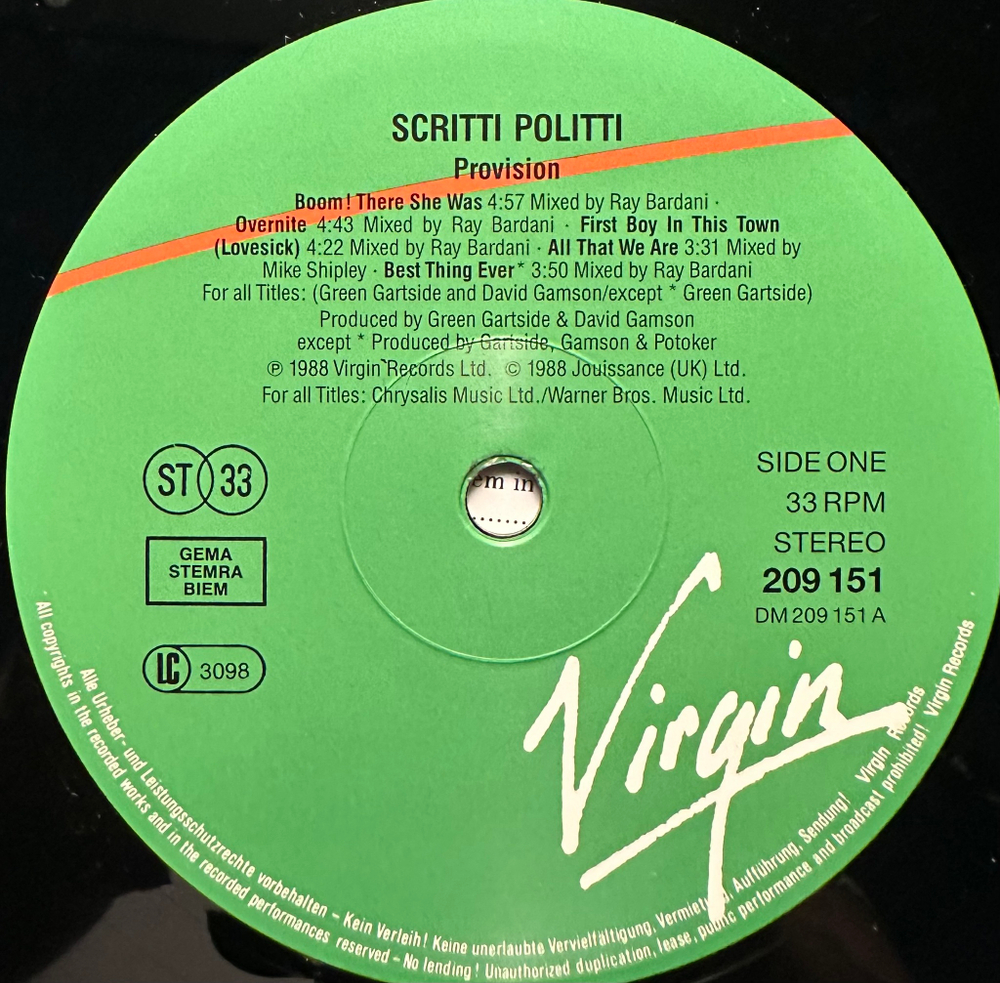 SCRITTI POLITTI
Provision
Boom! There She Was 4:57 Mixed by Ray Bardani ·
Overnite 4:43 Mixed by Ray Bardani · First Boy In This Town
(Lovesick) 4:22 Mixed by Ray Bardani · All That We Are 3:31 Mixed by
Mike Shipley · Best Thing Ever* 3:50 Mixed by Ray Bardani
For all Titles: (Green Gartside and David Gamson/except * Green Gartside)
Produced by Green Gartside & David Gamson
except * Produced by Gartside, Gamson & Potoker
℗ 1988 Virgin Records Ltd. © 1988 Jouissance (UK) Ltd.
For all Titles: Chrysalis Music Ltd./Warner Bros. Music Ltd.
ST 33
GEMA
STEMRA
BIEM
LC 3098
em in
.......
SIDE ONE
33 RPM
STEREO
209 151
DM 209 151 A
Virgin
Alle Urheber- und Leistungsschutzrechte vorbehalten – Kein Verleih! Keine unerlaubte Vervielfältigung, Vermietung, Aufführung, Sendung! Virgin Records
All copyrights in the recorded works and in the recorded performances reserved – No lending! Unauthorized duplication, lease, public performance and broadcast prohibited! Virgin Records